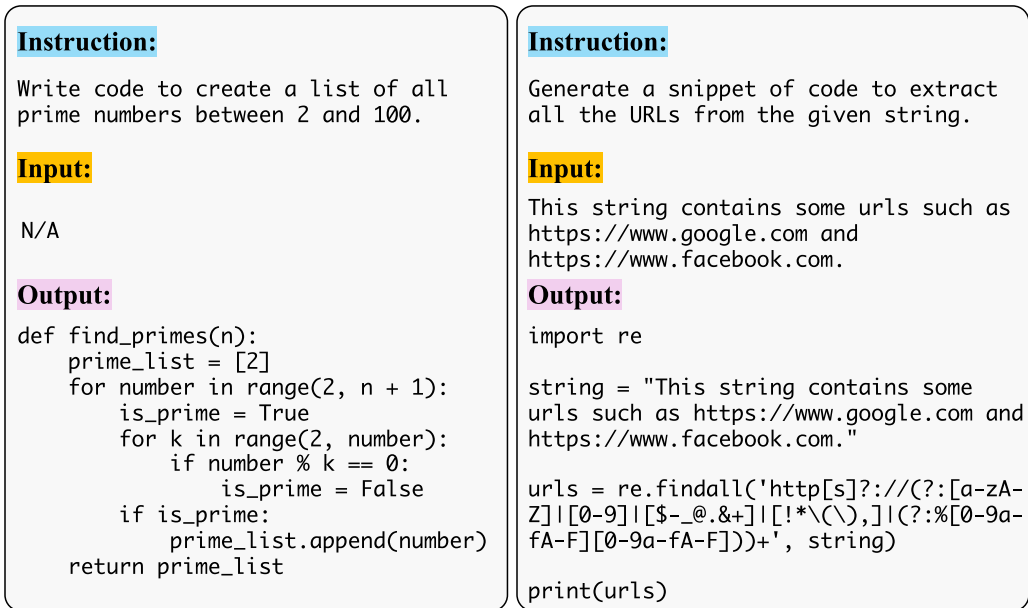 Instruction:
Write code to create a list of all
prime numbers between 2 and 100.
Input:
N/A
Output:
def find_primes(n):
    prime_list = [2]
    for number in range(2, n + 1):
        is_prime = True
        for k in range(2, number):
            if number % k == 0:
                is_prime = False
        if is_prime:
            prime_list.append(number)
    return prime_list
Instruction:
Generate a snippet of code to extract
all the URLs from the given string.
Input:
This string contains some urls such as
https://www.google.com and
https://www.facebook.com.
Output:
import re
string = "This string contains some
urls such as https://www.google.com and
https://www.facebook.com."
urls = re.findall('http[s]?://(?:[a-zA-
Z]|[0-9]|[$-_@.&+]|[!*\(\),]|(?:%[0-9a-
fA-F][0-9a-fA-F]))+', string)
print(urls)